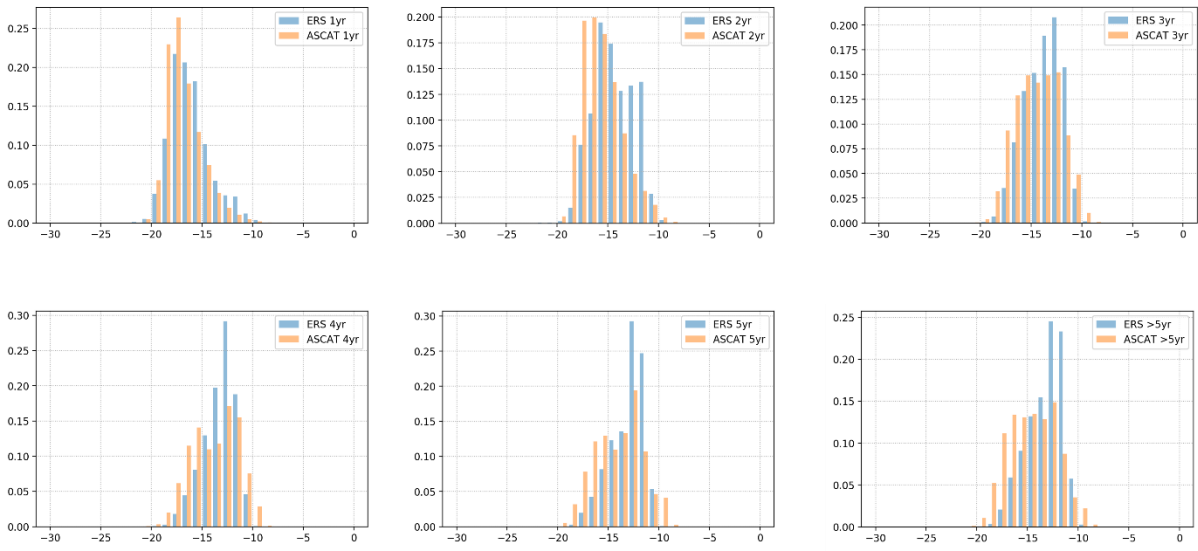 ERS 1yr
ASCAT 1yr
0.25
0.20
0.15
0.10
0.05
0.00
−30 −25 −20 −15 −10 −5 0
ERS 2yr
ASCAT 2yr
0.200
0.175
0.150
0.125
0.100
0.075
0.050
0.025
0.000
−30 −25 −20 −15 −10 −5 0
ERS 3yr
ASCAT 3yr
0.200
0.175
0.150
0.125
0.100
0.075
0.050
0.025
0.000
−30 −25 −20 −15 −10 −5 0
ERS 4yr
ASCAT 4yr
0.30
0.25
0.20
0.15
0.10
0.05
0.00
−30 −25 −20 −15 −10 −5 0
ERS 5yr
ASCAT 5yr
0.30
0.25
0.20
0.15
0.10
0.05
0.00
−30 −25 −20 −15 −10 −5 0
ERS >5yr
ASCAT >5yr
0.25
0.20
0.15
0.10
0.05
0.00
−30 −25 −20 −15 −10 −5 0